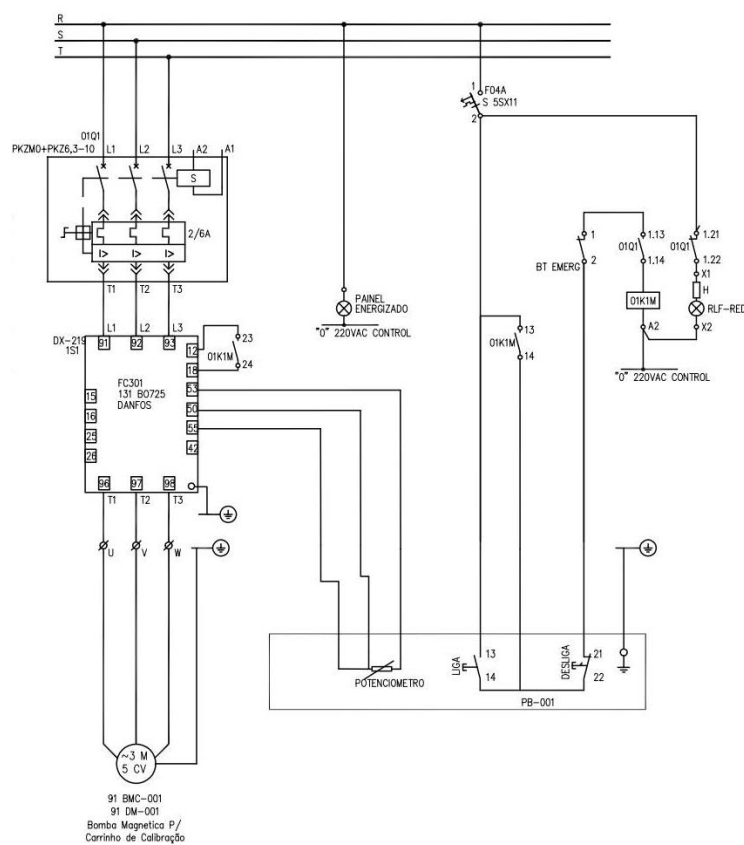 R
S
T
01Q1
PKZM0+PKZ6,3-10
L1
L2
L3
A2
A1
S
2/6A
I>
I>
I>
T1
T2
T3
1
F04A
S 5SX11
2
PAINEL
ENERGIZADO
"0" 220VAC CONTROL
1
2
BT EMERG
01Q1
1.13
1.14
01K1M
A2
01Q1
1.21
1.22
X1
H
RLF-RED
X2
"0" 220VAC CONTROL
DX-219
1S1
L1
L2
L3
91
92
93
FC301
131 B0725
DANFOS
12
18
53
50
55
42
15
16
25
26
23
01K1M
24
96
97
98
T1
T2
T3
U
V
W
01K1M
13
14
POTENCIOMETRO
LIGA
13
14
DESLIGA
21
22
PB-001
~3 M
5 CV
91 BMC-001
91 DM-001
Bomba Magnetica P/
Carrinho de Calibração